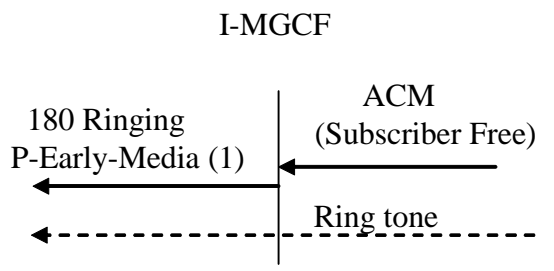 I-MGCF
ACM
(Subscriber Free)
180 Ringing
P-Early-Media (1)
Ring tone